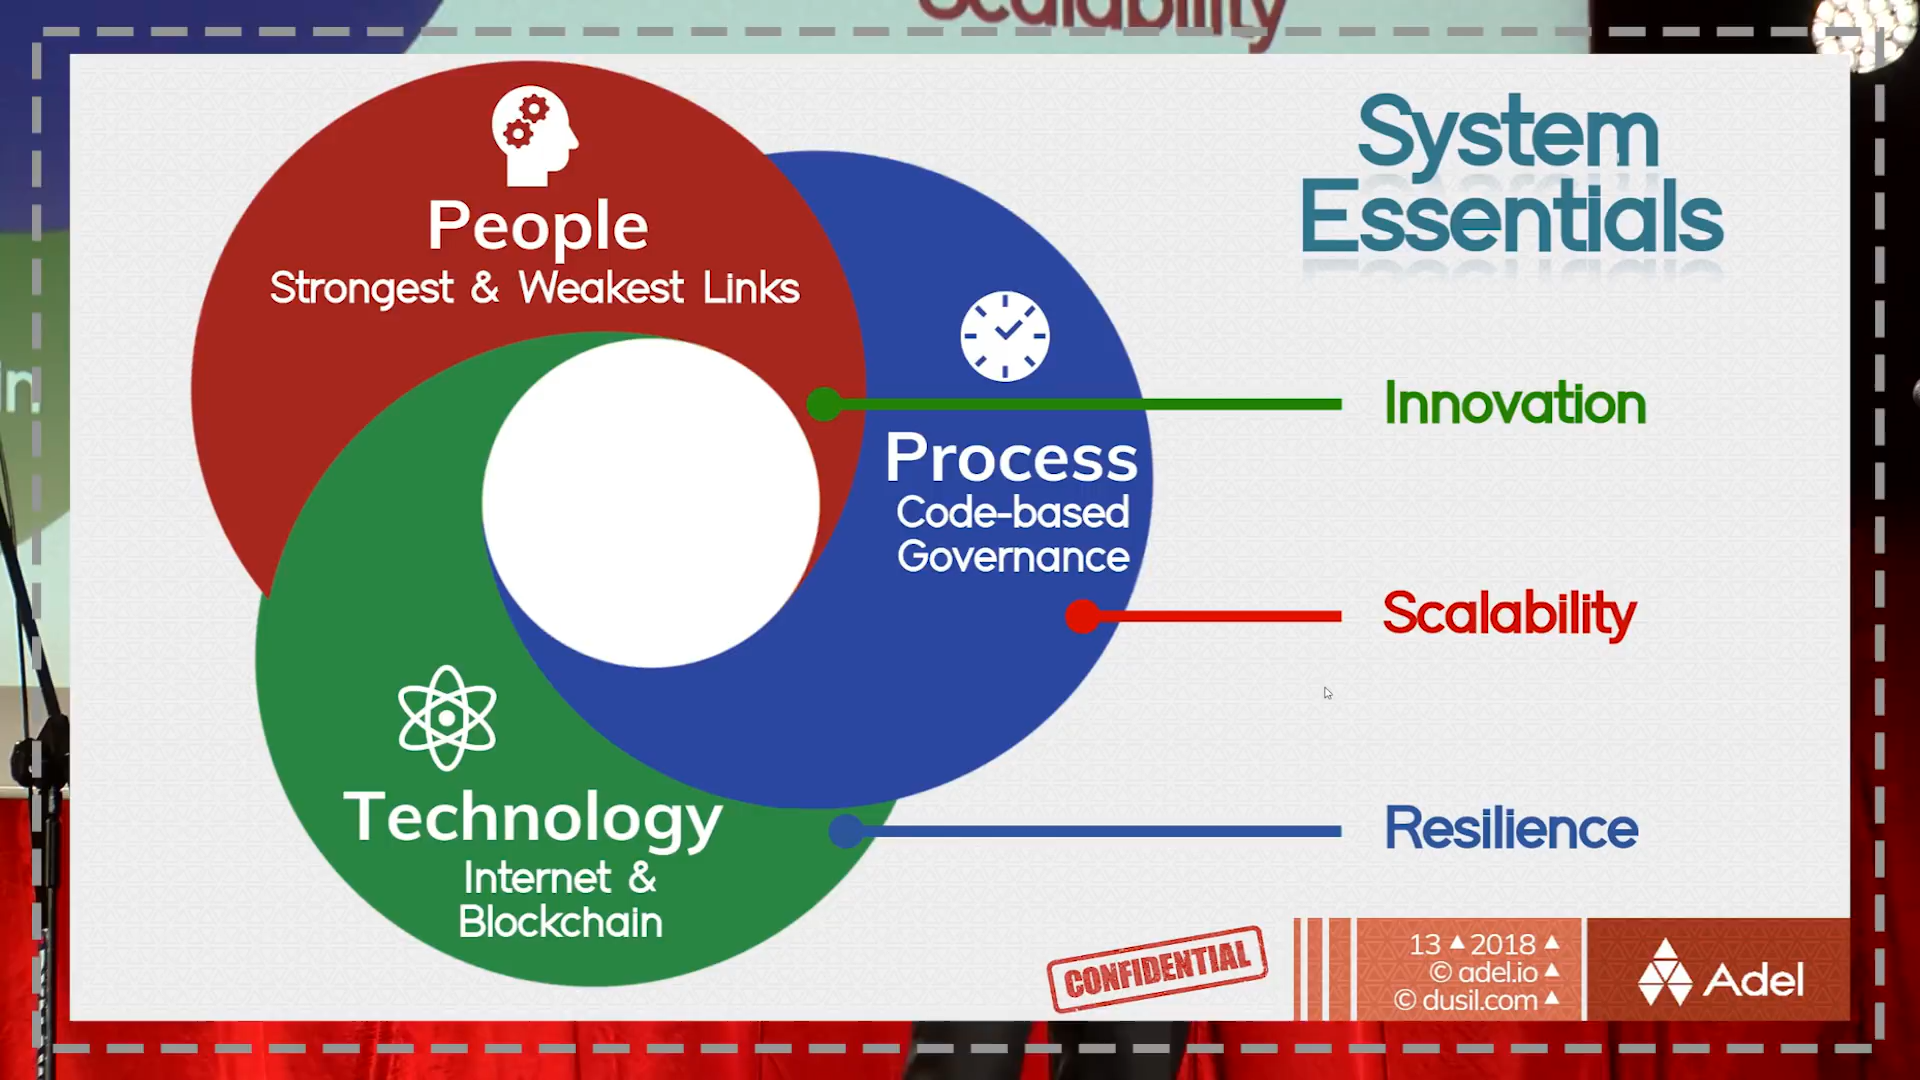 Scalability
System
Essentials
People
Strongest & Weakest Links
Innovation
Process
Code-based
Governance
Scalability
Technology
Internet &
Blockchain
Resilience
CONFIDENTIAL
13 ▲ 2018 ▲
© adel.io ▲
© dusil.com ▲
Adel